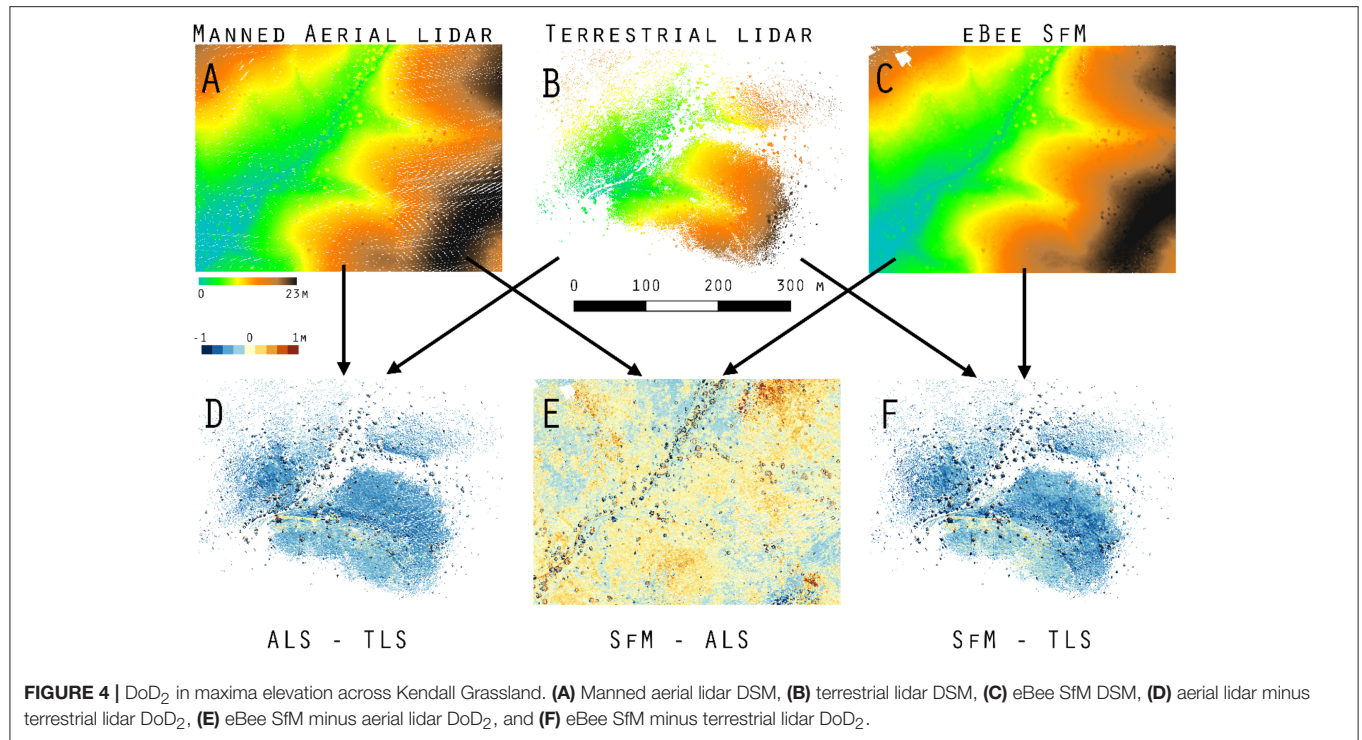 MANNED AERIAL LIDAR
TERRESTRIAL LIDAR
EBEE SFM
A
B
C
0 23 M
0 100 200 300 M
-1 0 1M
D
E
F
ALS - TLS
SFM - ALS
SFM - TLS
FIGURE 4 | DoD2 in maxima elevation across Kendall Grassland. (A) Manned aerial lidar DSM, (B) terrestrial lidar DSM, (C) eBee SfM DSM, (D) aerial lidar minus
terrestrial lidar DoD2, (E) eBee SfM minus aerial lidar DoD2, and (F) eBee SfM minus terrestrial lidar DoD2.